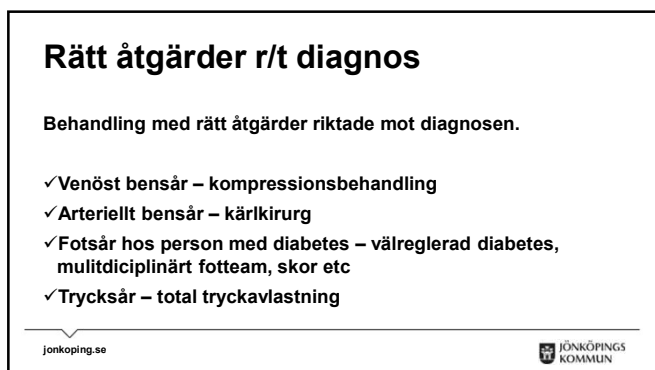 Rätt åtgärder r/t diagnos
Behandling med rätt åtgärder riktade mot diagnosen.
✓Venöst bensår – kompressionsbehandling
✓Arteriellt bensår – kärlkirurg
✓Fotsår hos person med diabetes – välreglerad diabetes,
mulitdiciplinärt fotteam, skor etc
✓Trycksår – total tryckavlastning
jonkoping.se
JÖNKÖPINGS
KOMMUN